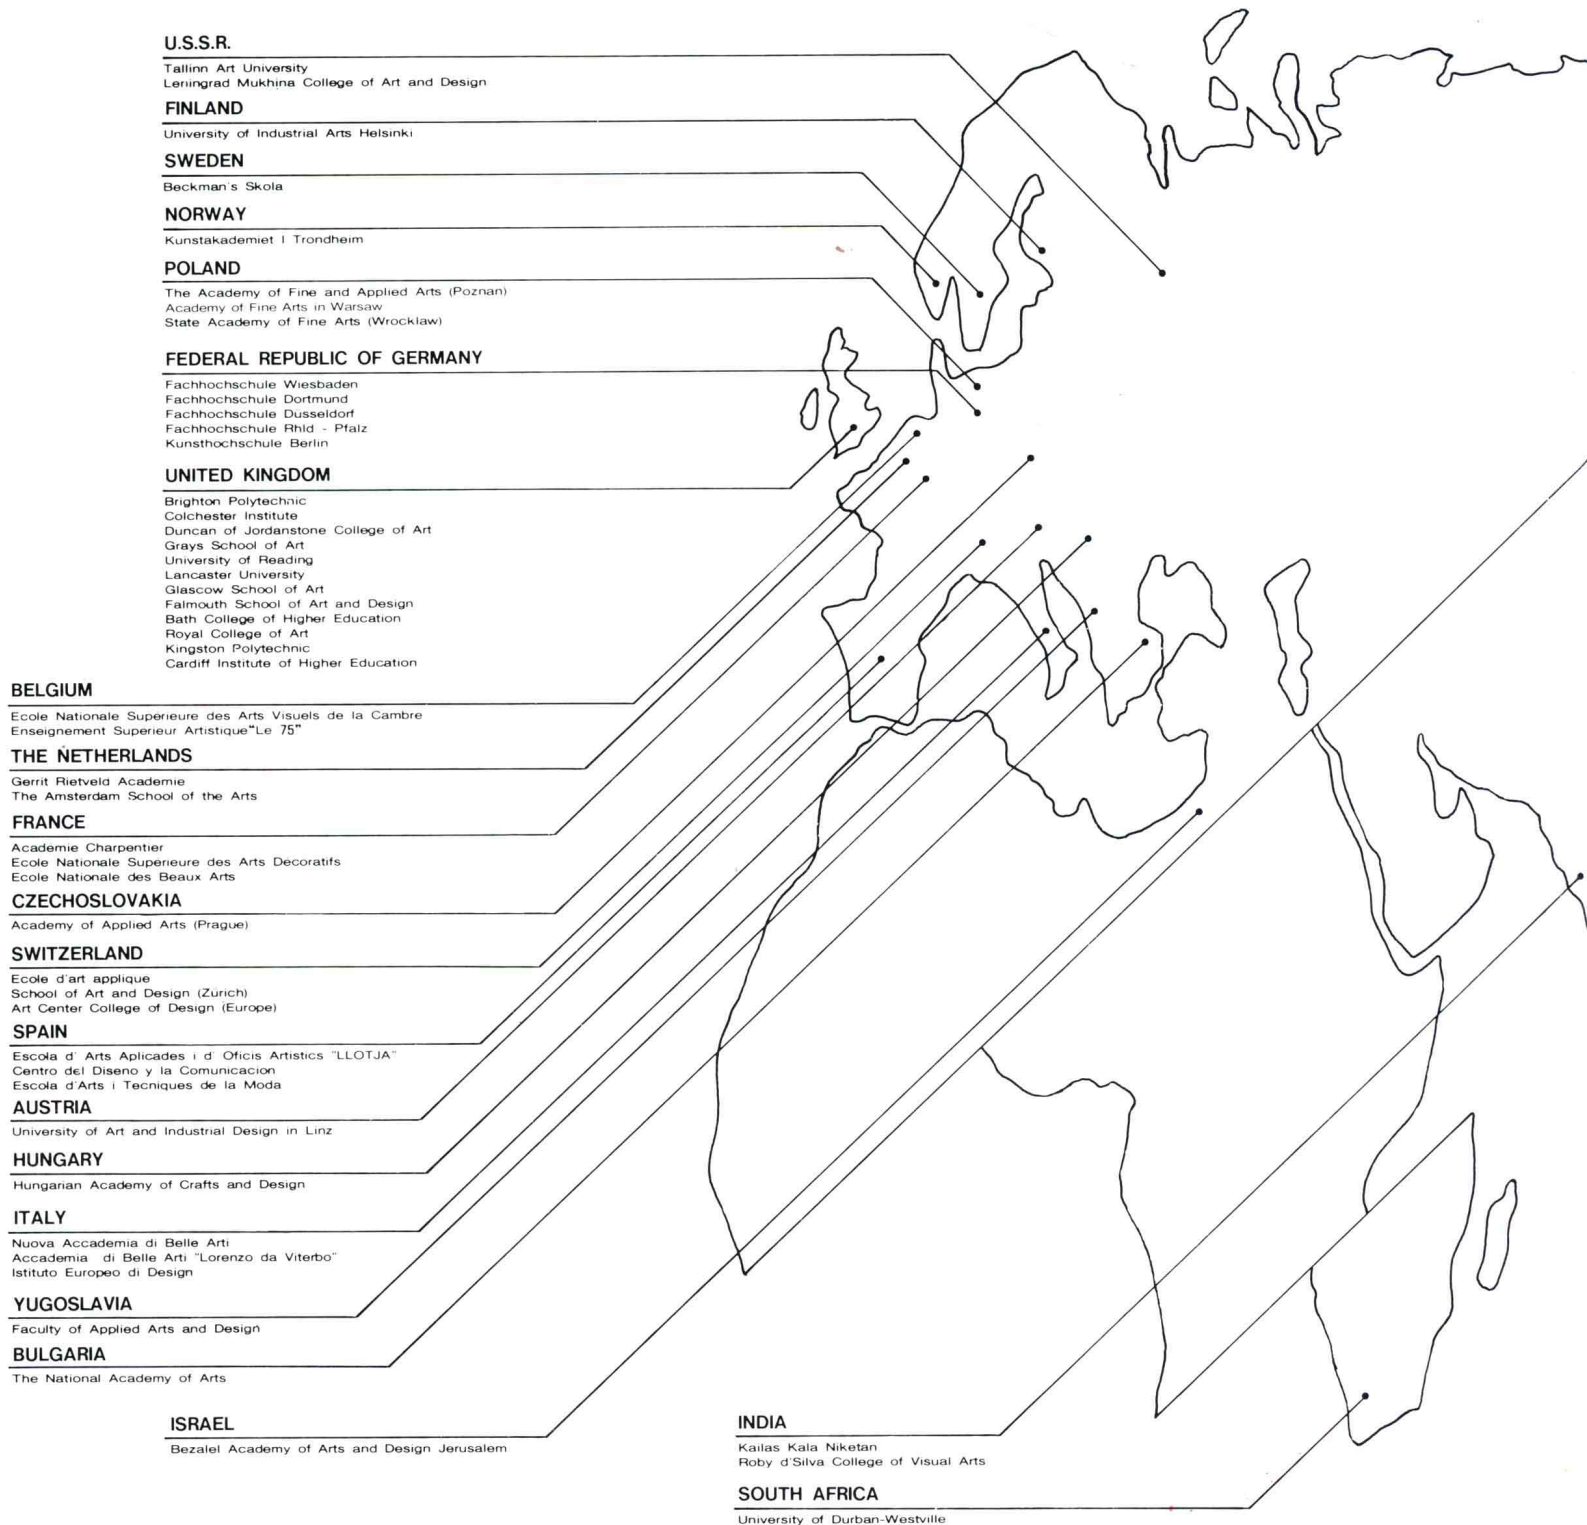 U.S.S.R.
Tallinn Art University
Leningrad Mukhina College of Art and Design
FINLAND
University of Industrial Arts Helsinki
SWEDEN
Beckman's Skola
NORWAY
Kunstakademiet I Trondheim
POLAND
The Academy of Fine and Applied Arts (Poznan)
Academy of Fine Arts in Warsaw
State Academy of Fine Arts (Wrocklaw)
FEDERAL REPUBLIC OF GERMANY
Fachhochschule Wiesbaden
Fachhochschule Dortmund
Fachhochschule Dusseldorf
Fachhochschule Rhld - Pfalz
Kunsthochschule Berlin
UNITED KINGDOM
Brighton Polytechnic
Colchester Institute
Duncan of Jordanstone College of Art
Grays School of Art
University of Reading
Lancaster University
Glascow School of Art
Falmouth School of Art and Design
Bath College of Higher Education
Royal College of Art
Kingston Polytechnic
Cardiff Institute of Higher Education
BELGIUM
Ecole Nationale Superieure des Arts Visuels de la Cambre
Enseignement Superieur Artistique"Le 75"
THE NETHERLANDS
Gerrit Rietveld Academie
The Amsterdam School of the Arts
FRANCE
Academie Charpentier
Ecole Nationale Superieure des Arts Decoratifs
Ecole Nationale des Beaux Arts
CZECHOSLOVAKIA
Academy of Applied Arts (Prague)
SWITZERLAND
Ecole d'art applique
School of Art and Design (Zürich)
Art Center College of Design (Europe)
SPAIN
Escola d' Arts Aplicades i d' Oficis Artistics "LLOTJA"
Centro del Diseno y la Comunicacion
Escola d'Arts i Tecniques de la Moda
AUSTRIA
University of Art and Industrial Design in Linz
HUNGARY
Hungarian Academy of Crafts and Design
ITALY
Nuova Accademia di Belle Arti
Accademia di Belle Arti "Lorenzo da Viterbo"
Istituto Europeo di Design
YUGOSLAVIA
Faculty of Applied Arts and Design
BULGARIA
The National Academy of Arts
ISRAEL
Bezalel Academy of Arts and Design Jerusalem
INDIA
Kailas Kala Niketan
Roby d'Silva College of Visual Arts
SOUTH AFRICA
University of Durban-Westville